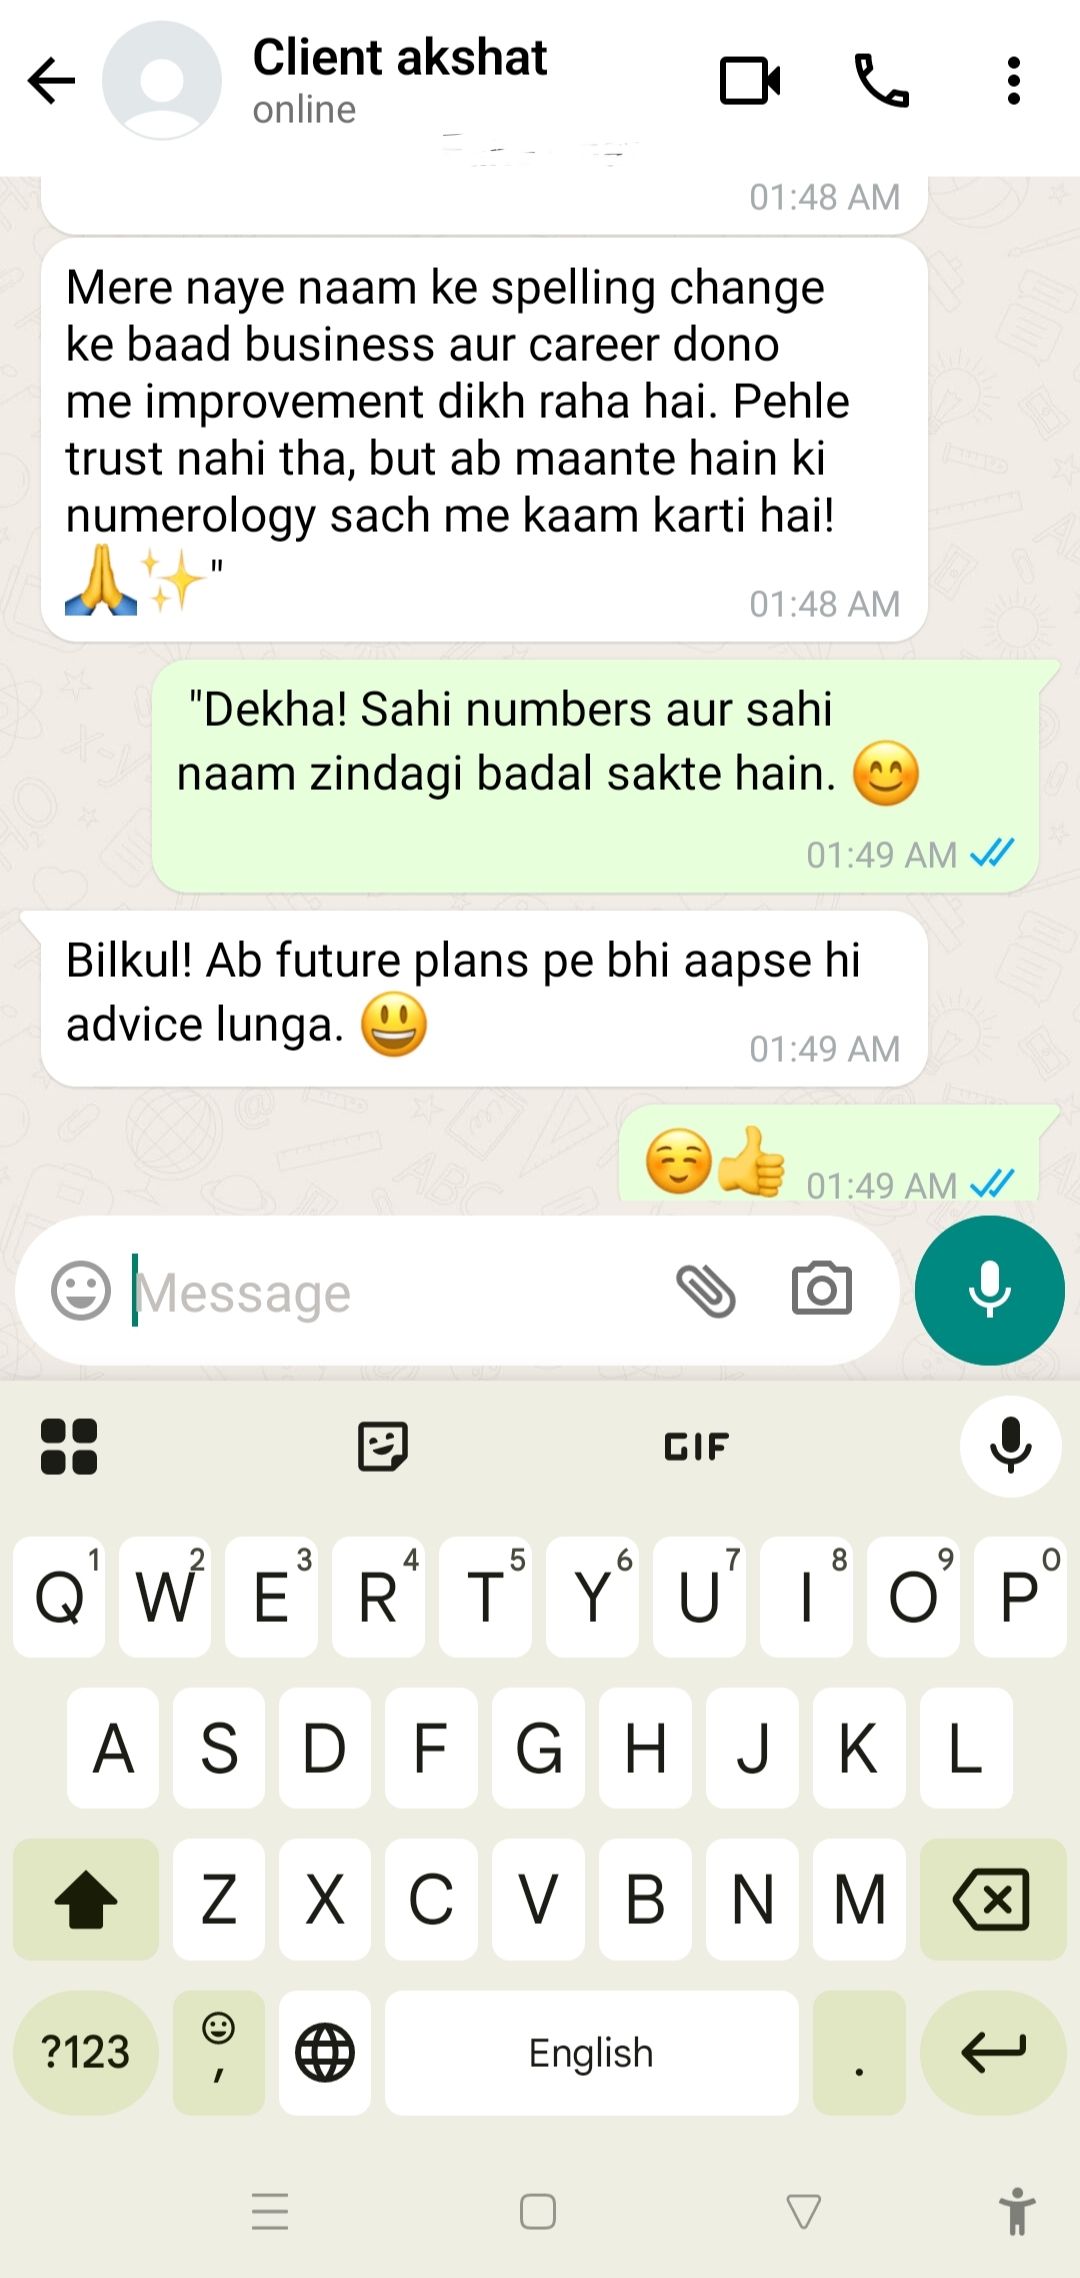 Client akshat
online
01:48 AM
Mere naye naam ke spelling change
ke baad business aur career dono
me improvement dikh raha hai. Pehle
trust nahi tha, but ab maante hain ki
numerology sach me kaam karti hai!
🙏✨"
01:48 AM
"Dekha! Sahi numbers aur sahi
naam zindagi badal sakte hain. 😊
01:49 AM
Bilkul! Ab future plans pe bhi aapse hi
advice lunga. 😃
01:49 AM
☺️👍 01:49 AM
Message
GIF
Q1 W2 E3 R4 T5 Y6 U7 I8 O9 P0
A S D F G H J K L
Z X C V B N M
?123 , English .